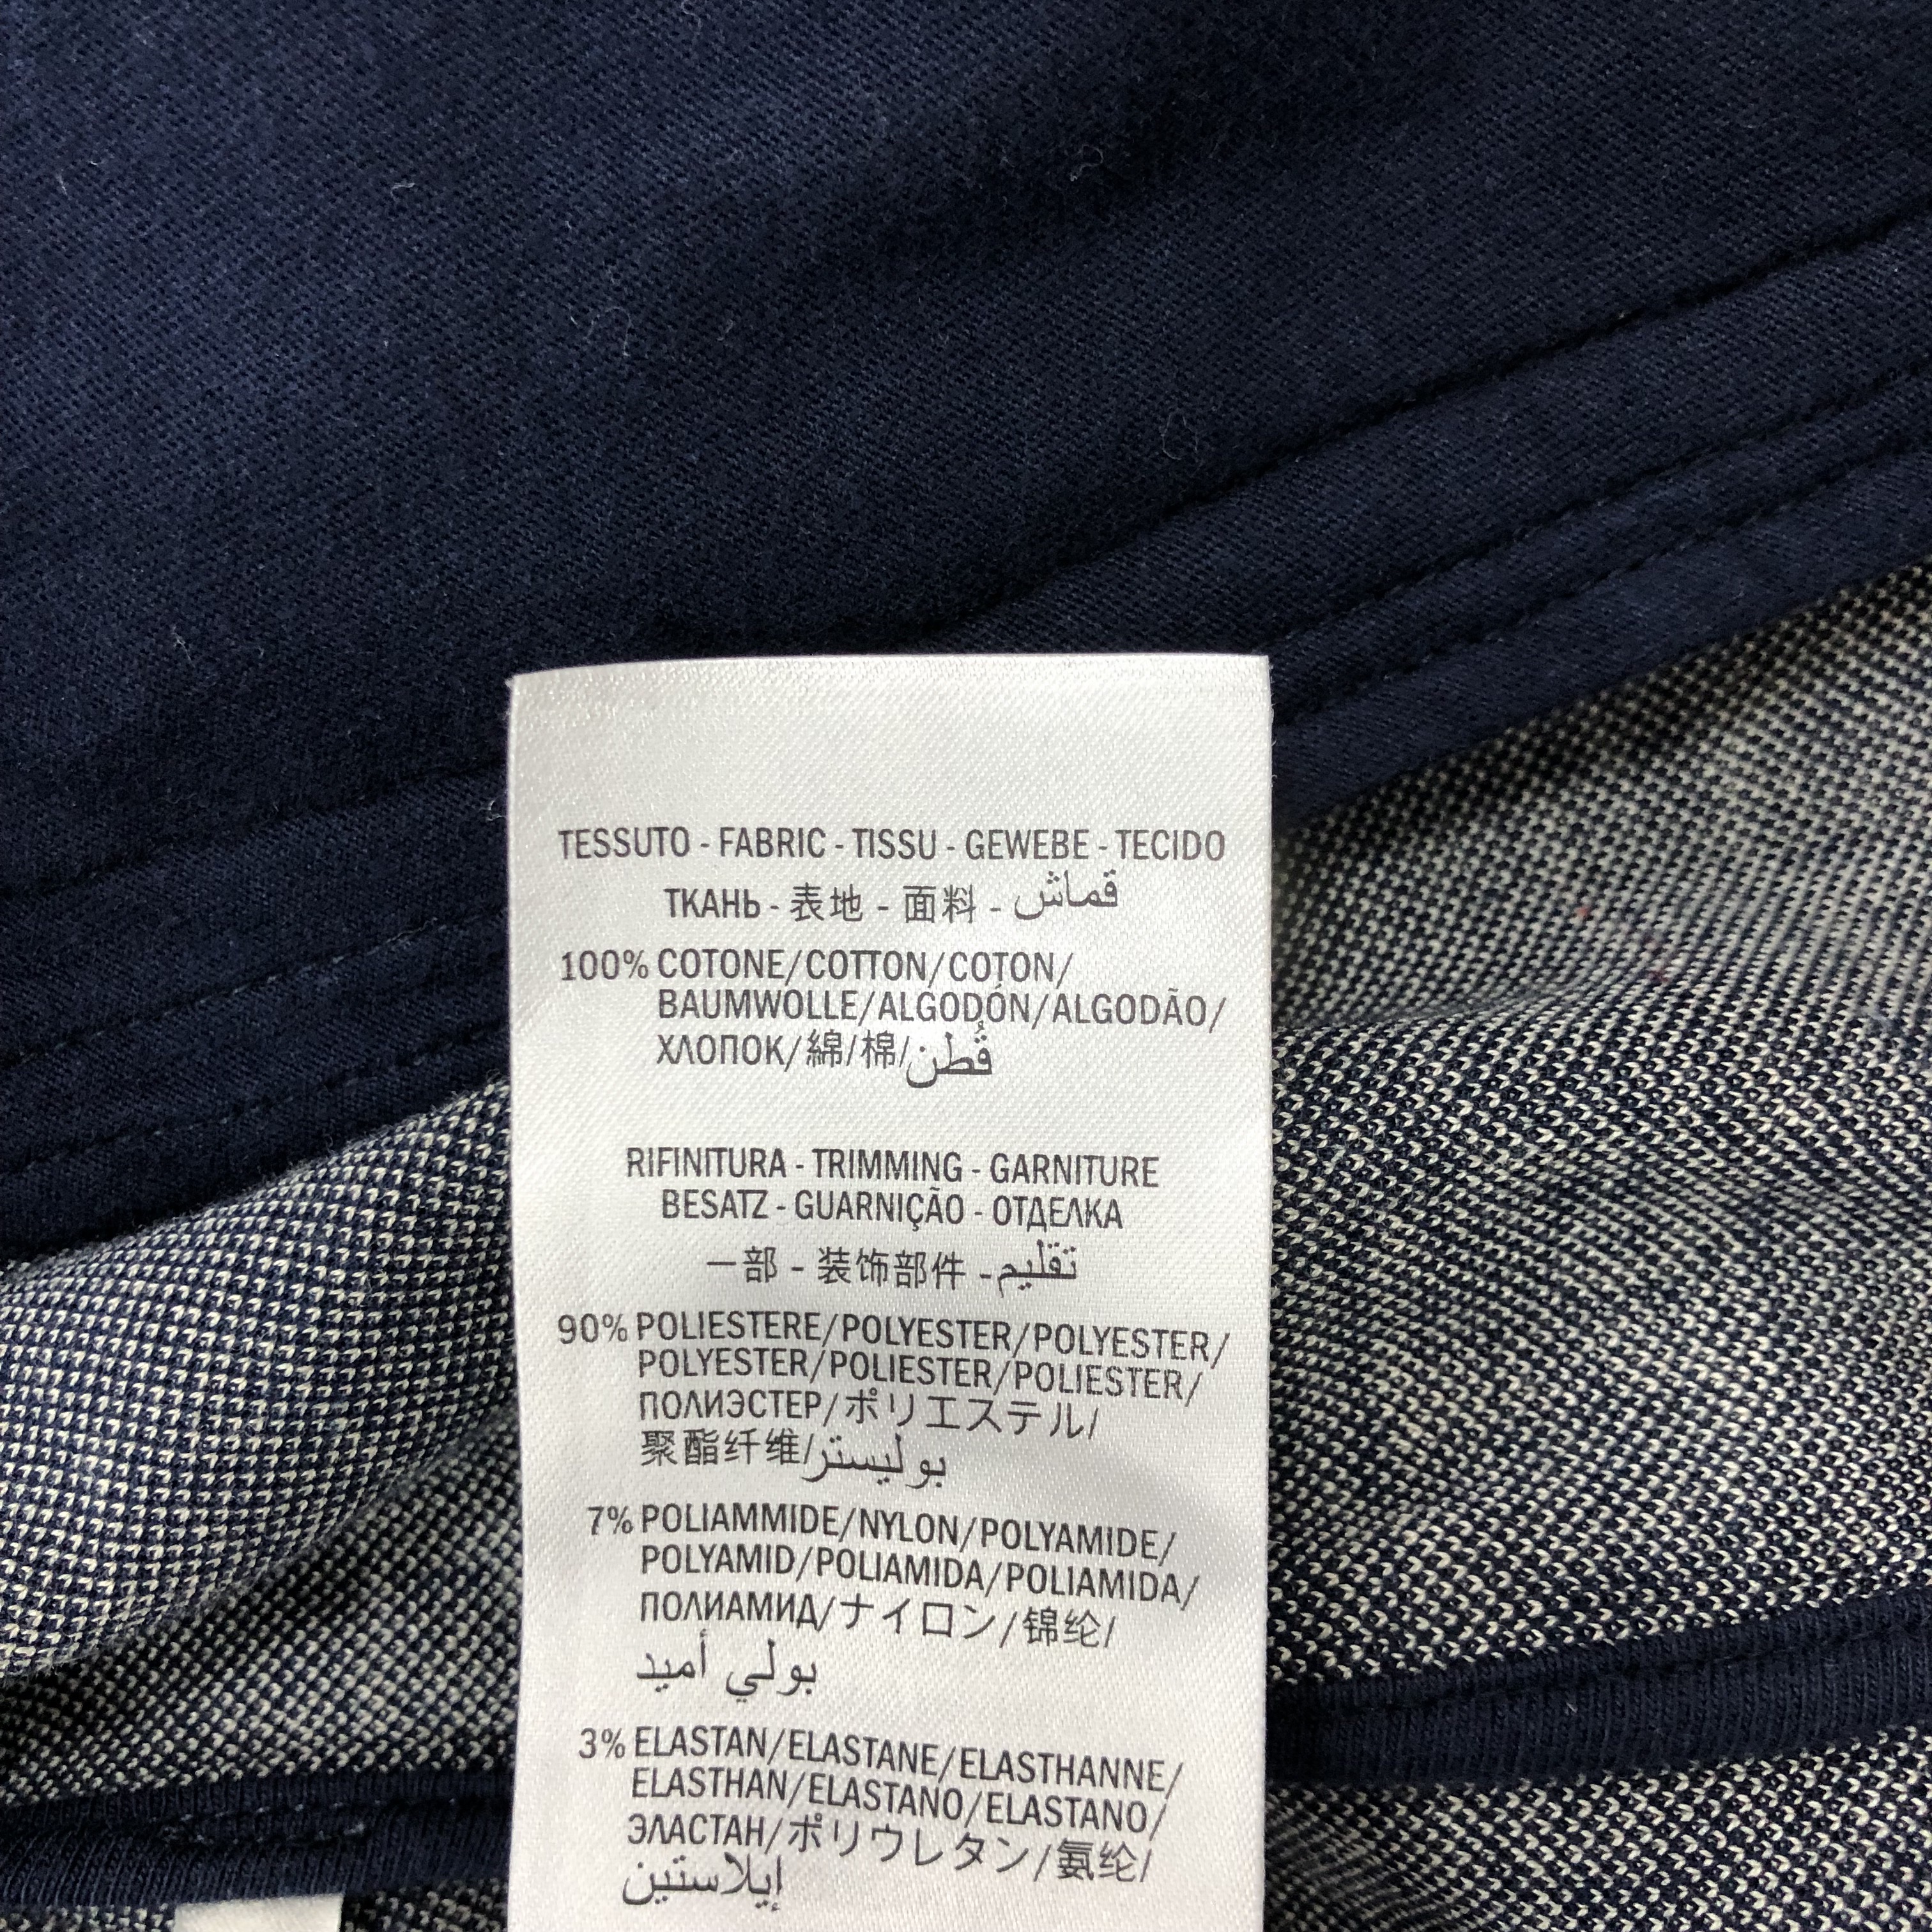 TESSUTO - FABRIC - TISSU - GEWEBE - TECIDO
ТКАНЬ - 表地 - 面料 - قماش
100% COTONE/COTTON/COTON/
BAUMWOLLE/ALGODÓN/ALGODÃO/
ХЛОПОК/綿/棉/قُطن
RIFINITURA - TRIMMING - GARNITURE
BESATZ - GUARNIÇÃO - ОТДЕЛКА
一部 - 装饰部件 - تقليم
90% POLIESTERE/POLYESTER/POLYESTER/
POLYESTER/POLIESTER/POLIESTER/
ПОЛИЭСТЕР/ポリエステル/
聚酯纤维/بوليستر
7% POLIAMMIDE/NYLON/POLYAMIDE/
POLYAMID/POLIAMIDA/POLIAMIDA/
ПОЛИАМИД/ナイロン/锦纶/
بولي أميد
3% ELASTAN/ELASTANE/ELASTHANNE/
ELASTHAN/ELASTANO/ELASTANO/
ЭЛАСТАН/ポリウレタン/氨纶/
إيلاستين